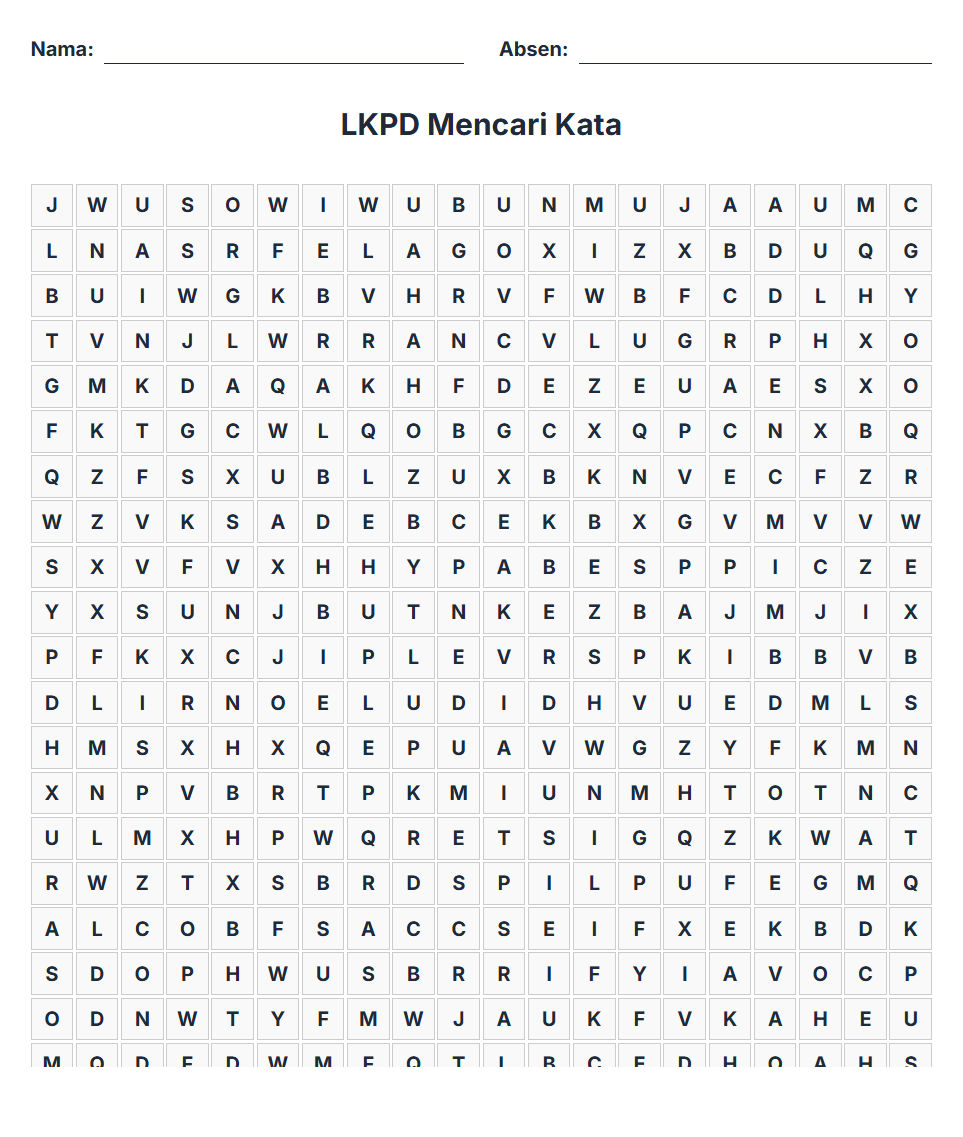 Nama: Absen:
LKPD Mencari Kata
J W U S O W I W U B U N M U J A A U M C
L N A S R F E L A G O X I Z X B D U Q G
B U I W G K B V H R V F W B F C D L H Y
T V N J L W R R A N C V L U G R P H X O
G M K D A Q A K H F D E Z E U A E S X O
F K T G C W L Q O B G C X Q P C N X B Q
Q Z F S X U B L Z U X B K N V E C F Z R
W Z V K S A D E B C E K B X G V M V V W
S X V F V X H H Y P A B E S P P I C Z E
Y X S U N J B U T N K E Z B A J M J I X
P F K X C J I P L E V R S P K I B B V B
D L I R N O E L U D I D H V U E D M L S
H M S X H X Q E P U A V W G Z Y F K M N
X N P V B R T P K M I U N M H T O T N C
U L M X H P W Q R E T S I G Q Z K W A T
R W Z T X S B R D S P I L P U F E G M Q
A L C O B F S A C C S E I F X E K B D K
S D O P H W U S B R R I F Y I A V O C P
O D N W T Y F M W J A U K F V K A H E U